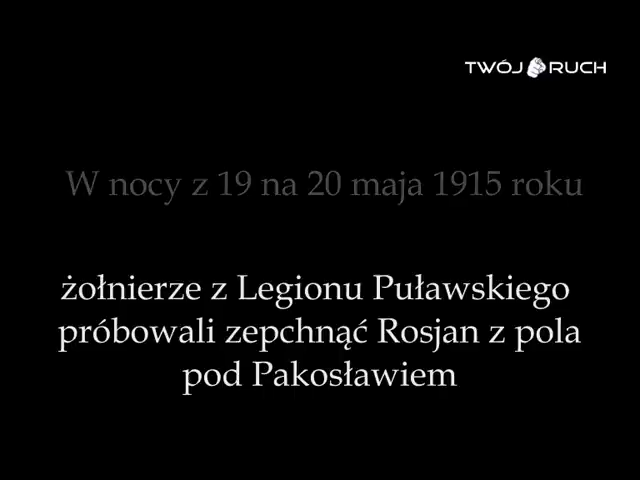 TWÓJ RUCH
W nocy z 19 na 20 maja 1915 roku
żołnierze z Legionu Puławskiego
próbowali zepchnąć Rosjan z pola
pod Pakosławiem